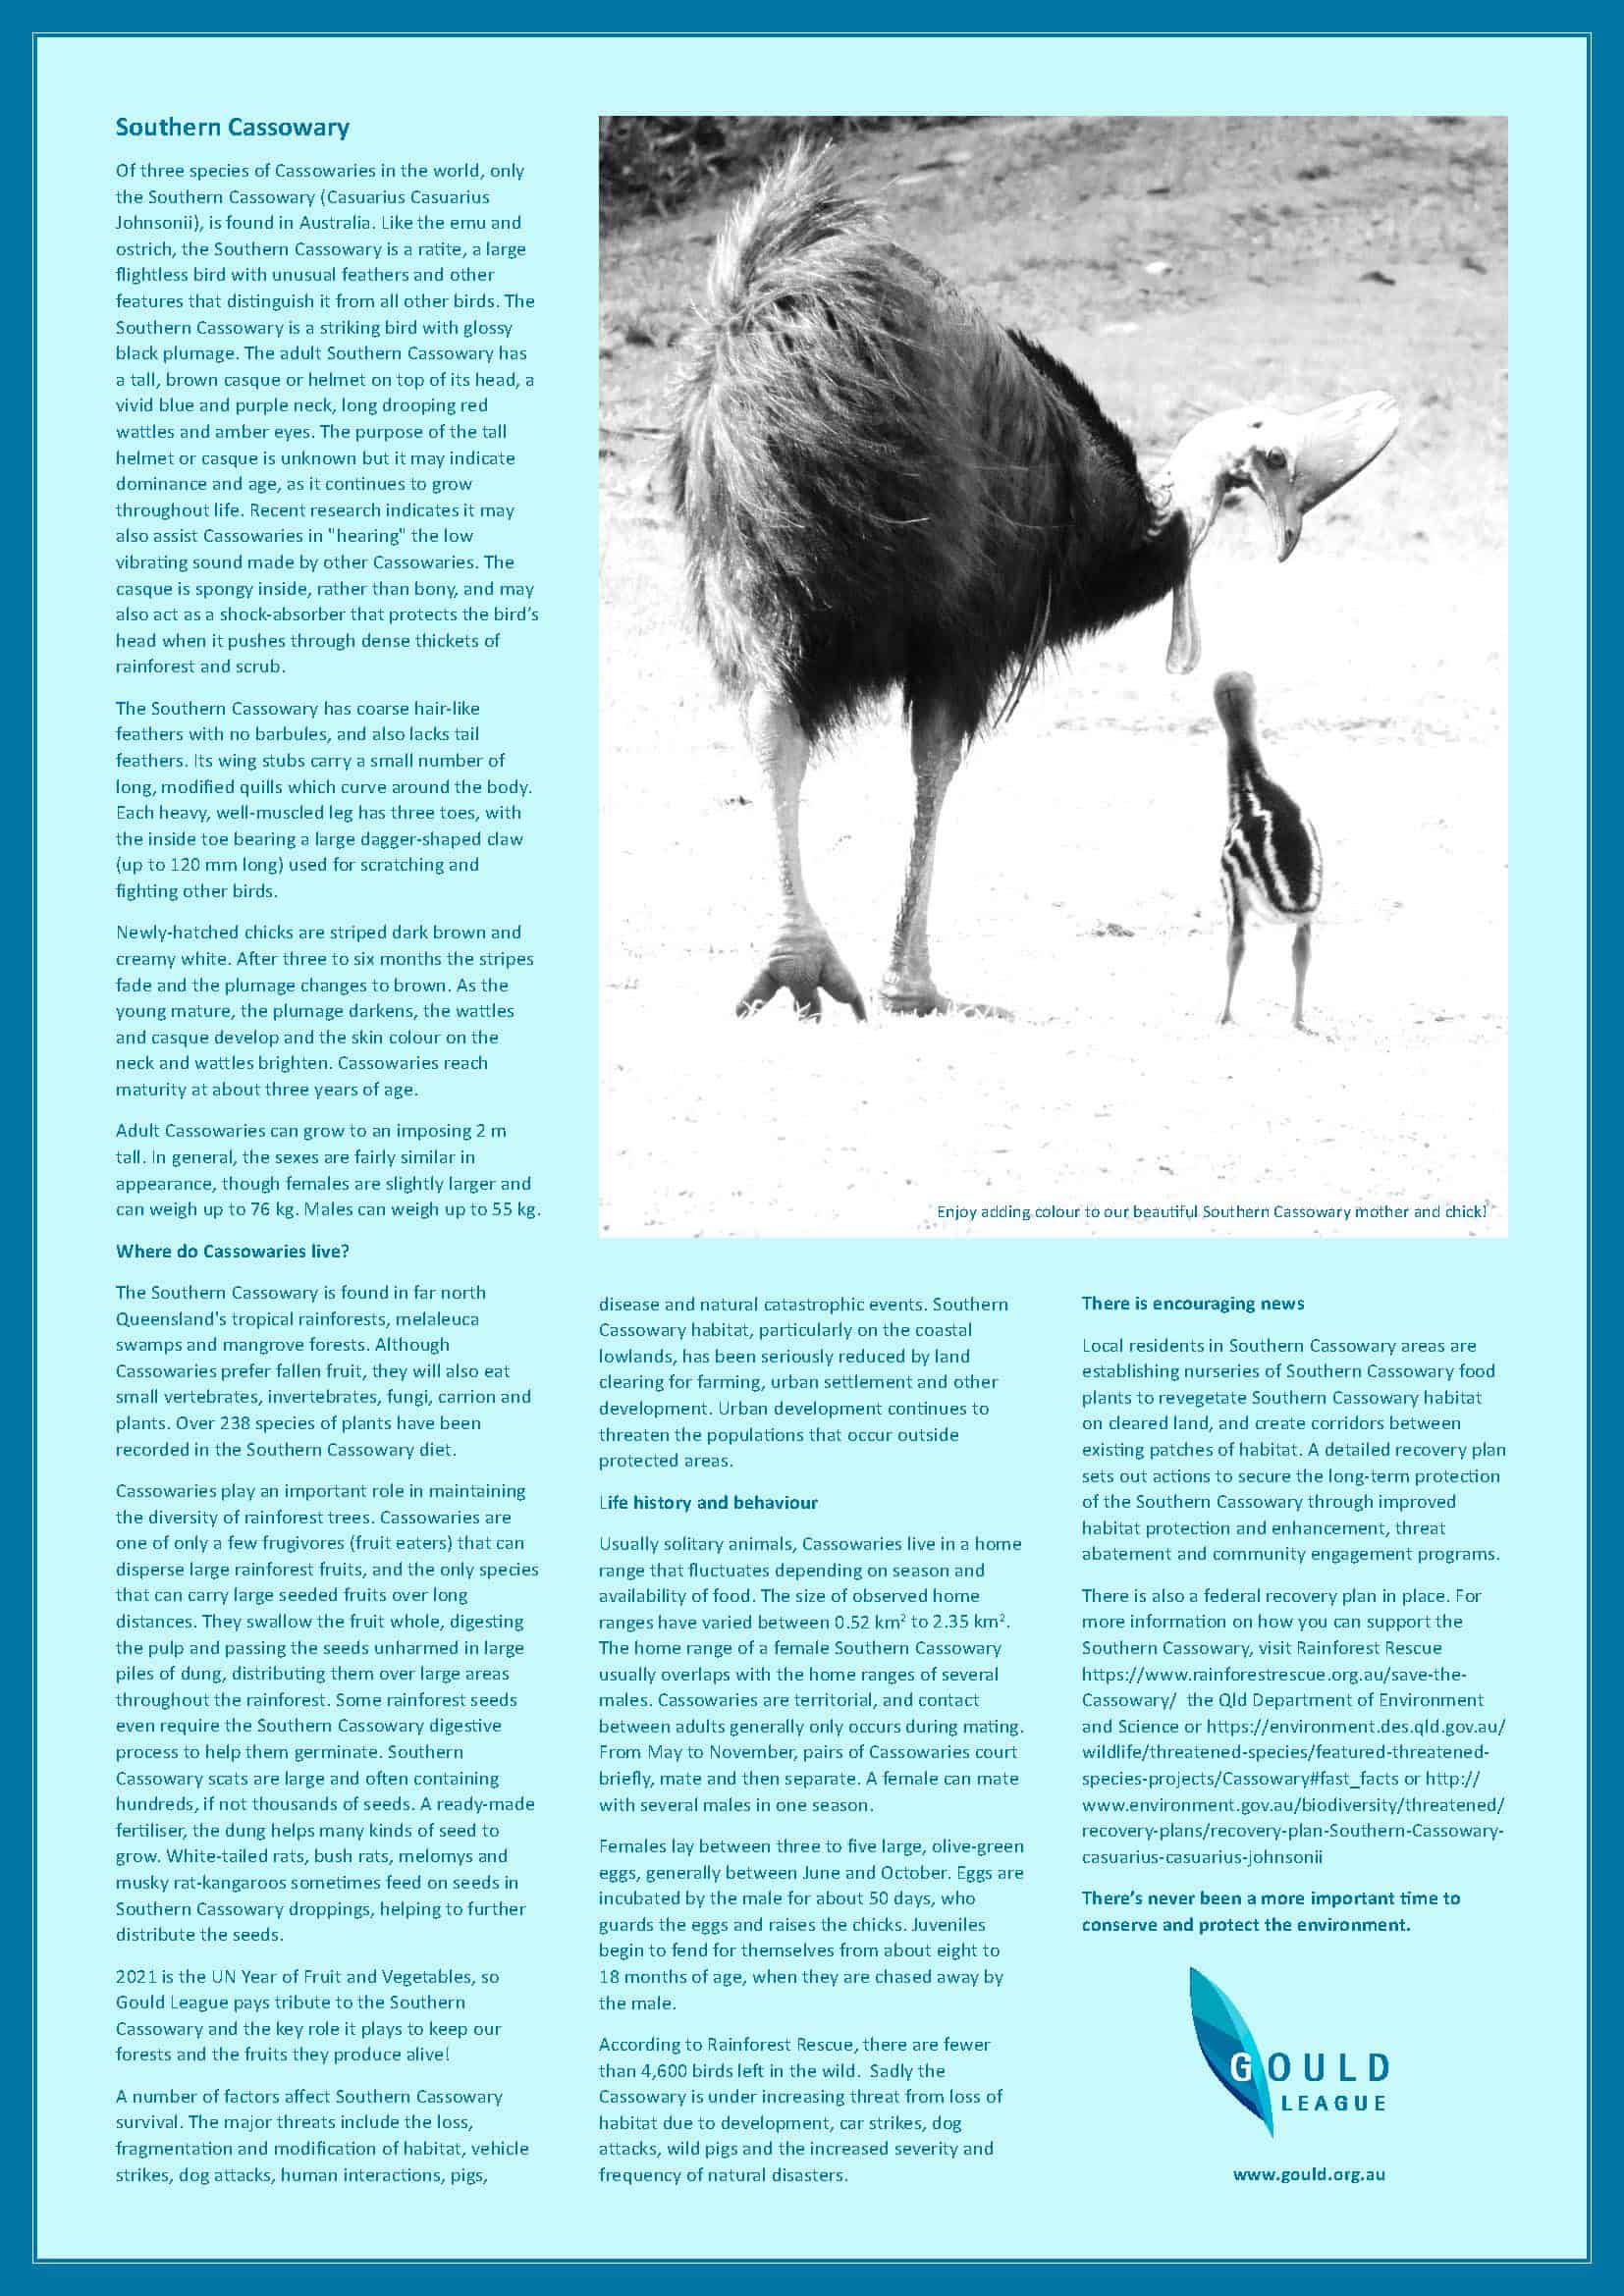 Southern Cassowary
Of three species of Cassowaries in the world, only
the Southern Cassowary (Casuarius Casuarius
Johnsonii), is found in Australia. Like the emu and
ostrich, the Southern Cassowary is a ratite, a large
flightless bird with unusual feathers and other
features that distinguish it from all other birds. The
Southern Cassowary is a striking bird with glossy
black plumage. The adult Southern Cassowary has
a tall, brown casque or helmet on top of its head, a
vivid blue and purple neck, long drooping red
wattles and amber eyes. The purpose of the tall
helmet or casque is unknown but it may indicate
dominance and age, as it continues to grow
throughout life. Recent research indicates it may
also assist Cassowaries in "hearing" the low
vibrating sound made by other Cassowaries. The
casque is spongy inside, rather than bony, and may
also act as a shock-absorber that protects the bird's
head when it pushes through dense thickets of
rainforest and scrub.
The Southern Cassowary has coarse hair-like
feathers with no barbules, and also lacks tail
feathers. Its wing stubs carry a small number of
long, modified quills which curve around the body.
Each heavy, well-muscled leg has three toes, with
the inside toe bearing a large dagger-shaped claw
(up to 120 mm long) used for scratching and
fighting other birds.
Newly-hatched chicks are striped dark brown and
creamy white. After three to six months the stripes
fade and the plumage changes to brown. As the
young mature, the plumage darkens, the wattles
and casque develop and the skin colour on the
neck and wattles brighten. Cassowaries reach
maturity at about three years of age.
Adult Cassowaries can grow to an imposing 2 m
tall. In general, the sexes are fairly similar in
appearance, though females are slightly larger and
can weigh up to 76 kg. Males can weigh up to 55 kg.
Where do Cassowaries live?
The Southern Cassowary is found in far north
Queensland's tropical rainforests, melaleuca
swamps and mangrove forests. Although
Cassowaries prefer fallen fruit, they will also eat
small vertebrates, invertebrates, fungi, carrion and
plants. Over 238 species of plants have been
recorded in the Southern Cassowary diet.
Cassowaries play an important role in maintaining
the diversity of rainforest trees. Cassowaries are
one of only a few frugivores (fruit eaters) that can
disperse large rainforest fruits, and the only species
that can carry large seeded fruits over long
distances. They swallow the fruit whole, digesting
the pulp and passing the seeds unharmed in large
piles of dung, distributing them over large areas
throughout the rainforest. Some rainforest seeds
even require the Southern Cassowary digestive
process to help them germinate. Southern
Cassowary scats are large and often containing
hundreds, if not thousands of seeds. A ready-made
fertiliser, the dung helps many kinds of seed to
grow. White-tailed rats, bush rats, melomys and
musky rat-kangaroos sometimes feed on seeds in
Southern Cassowary droppings, helping to further
distribute the seeds.
2021 is the UN Year of Fruit and Vegetables, so
Gould League pays tribute to the Southern
Cassowary and the key role it plays to keep our
forests and the fruits they produce alive!
A number of factors affect Southern Cassowary
survival. The major threats include the loss,
fragmentation and modification of habitat, vehicle
strikes, dog attacks, human interactions, pigs,
Enjoy adding colour to our beautiful Southern Cassowary mother and chick!
disease and natural catastrophic events. Southern
Cassowary habitat, particularly on the coastal
lowlands, has been seriously reduced by land
clearing for farming, urban settlement and other
development. Urban development continues to
threaten the populations that occur outside
protected areas.
Life history and behaviour
Usually solitary animals, Cassowaries live in a home
range that fluctuates depending on season and
availability of food. The size of observed home
ranges have varied between 0.52 km² to 2.35 km².
The home range of a female Southern Cassowary
usually overlaps with the home ranges of several
males. Cassowaries are territorial, and contact
between adults generally only occurs during mating.
From May to November, pairs of Cassowaries court
briefly, mate and then separate. A female can mate
with several males in one season.
Females lay between three to five large, olive-green
eggs, generally between June and October. Eggs are
incubated by the male for about 50 days, who
guards the eggs and raises the chicks. Juveniles
begin to fend for themselves from about eight to
18 months of age, when they are chased away by
the male.
According to Rainforest Rescue, there are fewer
than 4,600 birds left in the wild. Sadly the
Cassowary is under increasing threat from loss of
habitat due to development, car strikes, dog
attacks, wild pigs and the increased severity and
frequency of natural disasters.
There is encouraging news
Local residents in Southern Cassowary areas are
establishing nurseries of Southern Cassowary food
plants to revegetate Southern Cassowary habitat
on cleared land, and create corridors between
existing patches of habitat. A detailed recovery plan
sets out actions to secure the long-term protection
of the Southern Cassowary through improved
habitat protection and enhancement, threat
abatement and community engagement programs.
There is also a federal recovery plan in place. For
more information on how you can support the
Southern Cassowary, visit Rainforest Rescue
https://www.rainforestrescue.org.au/save-the-
Cassowary/ the Qld Department of Environment
and Science or https://environment.des.qld.gov.au/
wildlife/threatened-species/featured-threatened-
species-projects/Cassowary#fast_facts or http://
www.environment.gov.au/biodiversity/threatened/
recovery-plans/recovery-plan-Southern-Cassowary-
casuarius-casuarius-johnsonii
There's never been a more important time to
conserve and protect the environment.
GOULD
LEAGUE
www.gould.org.au